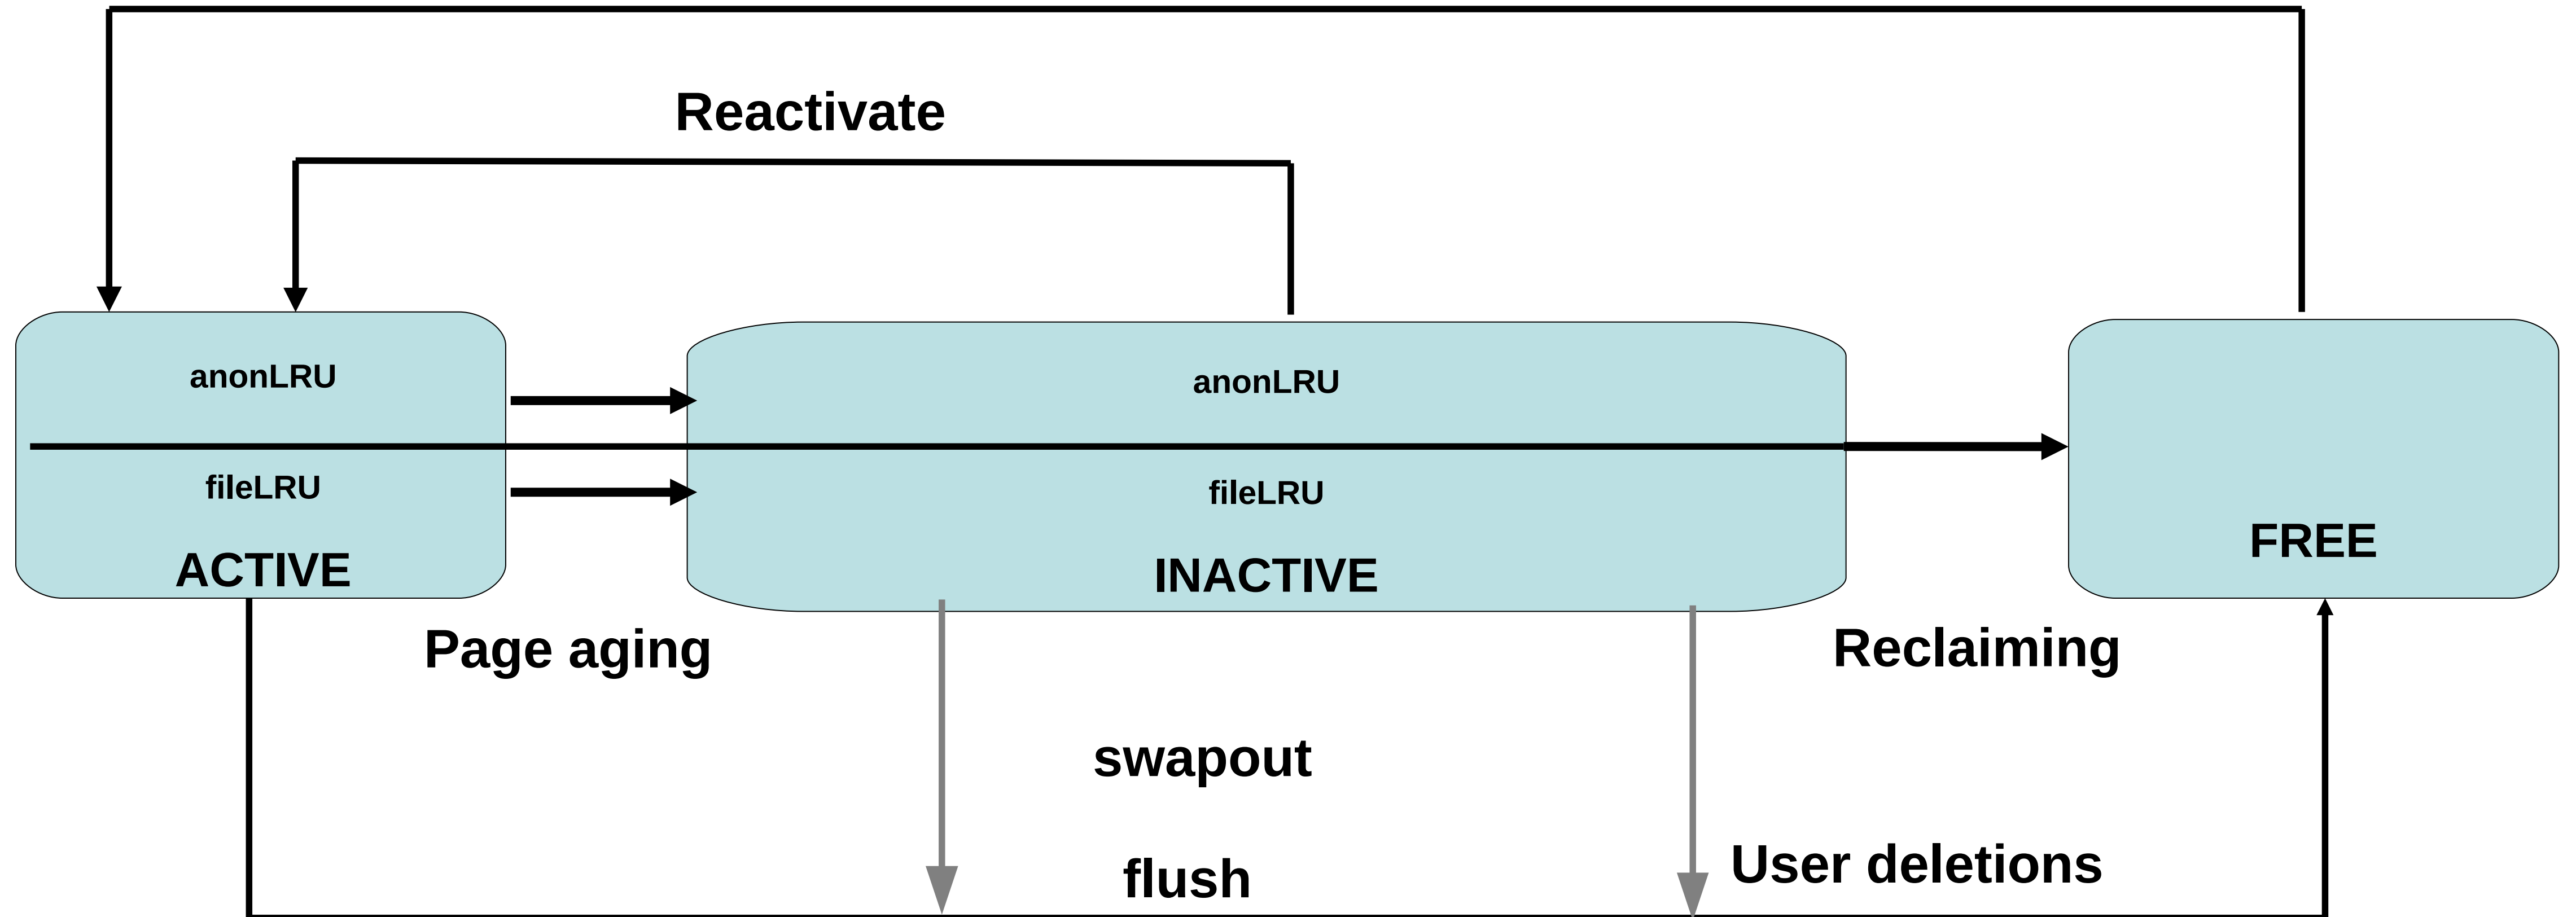 Reactivate
anonLRU
fileLRU
ACTIVE
anonLRU
fileLRU
INACTIVE
FREE
Page aging
Reclaiming
swapout
flush
User deletions